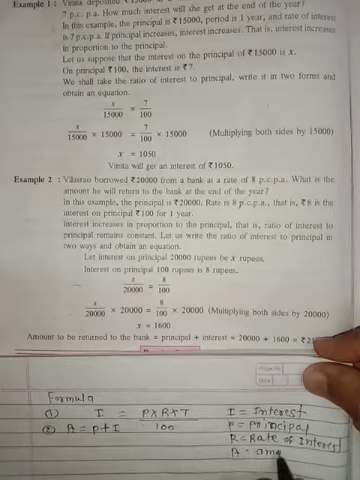 Example 1 : Vinita deposited ₹15000
7 p.c. p.a. How much interest will she get at the end of the year?
In this example, the principal is ₹15000, period is 1 year, and rate of interest
is 7 p.c.p.a. If principal increases, interest increases. That is, interest increases
in proportion to the principal.
Let us suppose that the interest on the principal of ₹15000 is x.
On principal ₹100, the interest is ₹7.
We shall take the ratio of interest to principal, write it in two forms and
obtain an equation.
x/15000 = 7/100
x/15000 × 15000 = 7/100 × 15000 (Multiplying both sides by 15000)
x = 1050
Vinita will get an interest of ₹1050.
Example 2 : Vilasrao borrowed ₹20000 from a bank at a rate of 8 p.c.p.a. What is the
amount he will return to the bank at the end of the year?
In this example, the principal is ₹20000. Rate is 8 p.c.p.a., that is, ₹8 is the
interest on principal ₹100 for 1 year.
Interest increases in proportion to the principal, that is, ratio of interest to
principal remains constant. Let us write the ratio of interest to principal in
two ways and obtain an equation.
Let interest on principal 20000 rupees be x rupees.
Interest on principal 100 rupees is 8 rupees.
x/20000 = 8/100
x/20000 × 20000 = 8/100 × 20000 (Multiplying both sides by 20000)
x = 1600
Amount to be returned to the bank = principal + interest = 20000 + 1600 = ₹21
Page No.
Date
Formula
① I = P×R×T/100 I = Interest
② A = P+I P = Principal
R = Rate of Interest
A = amo